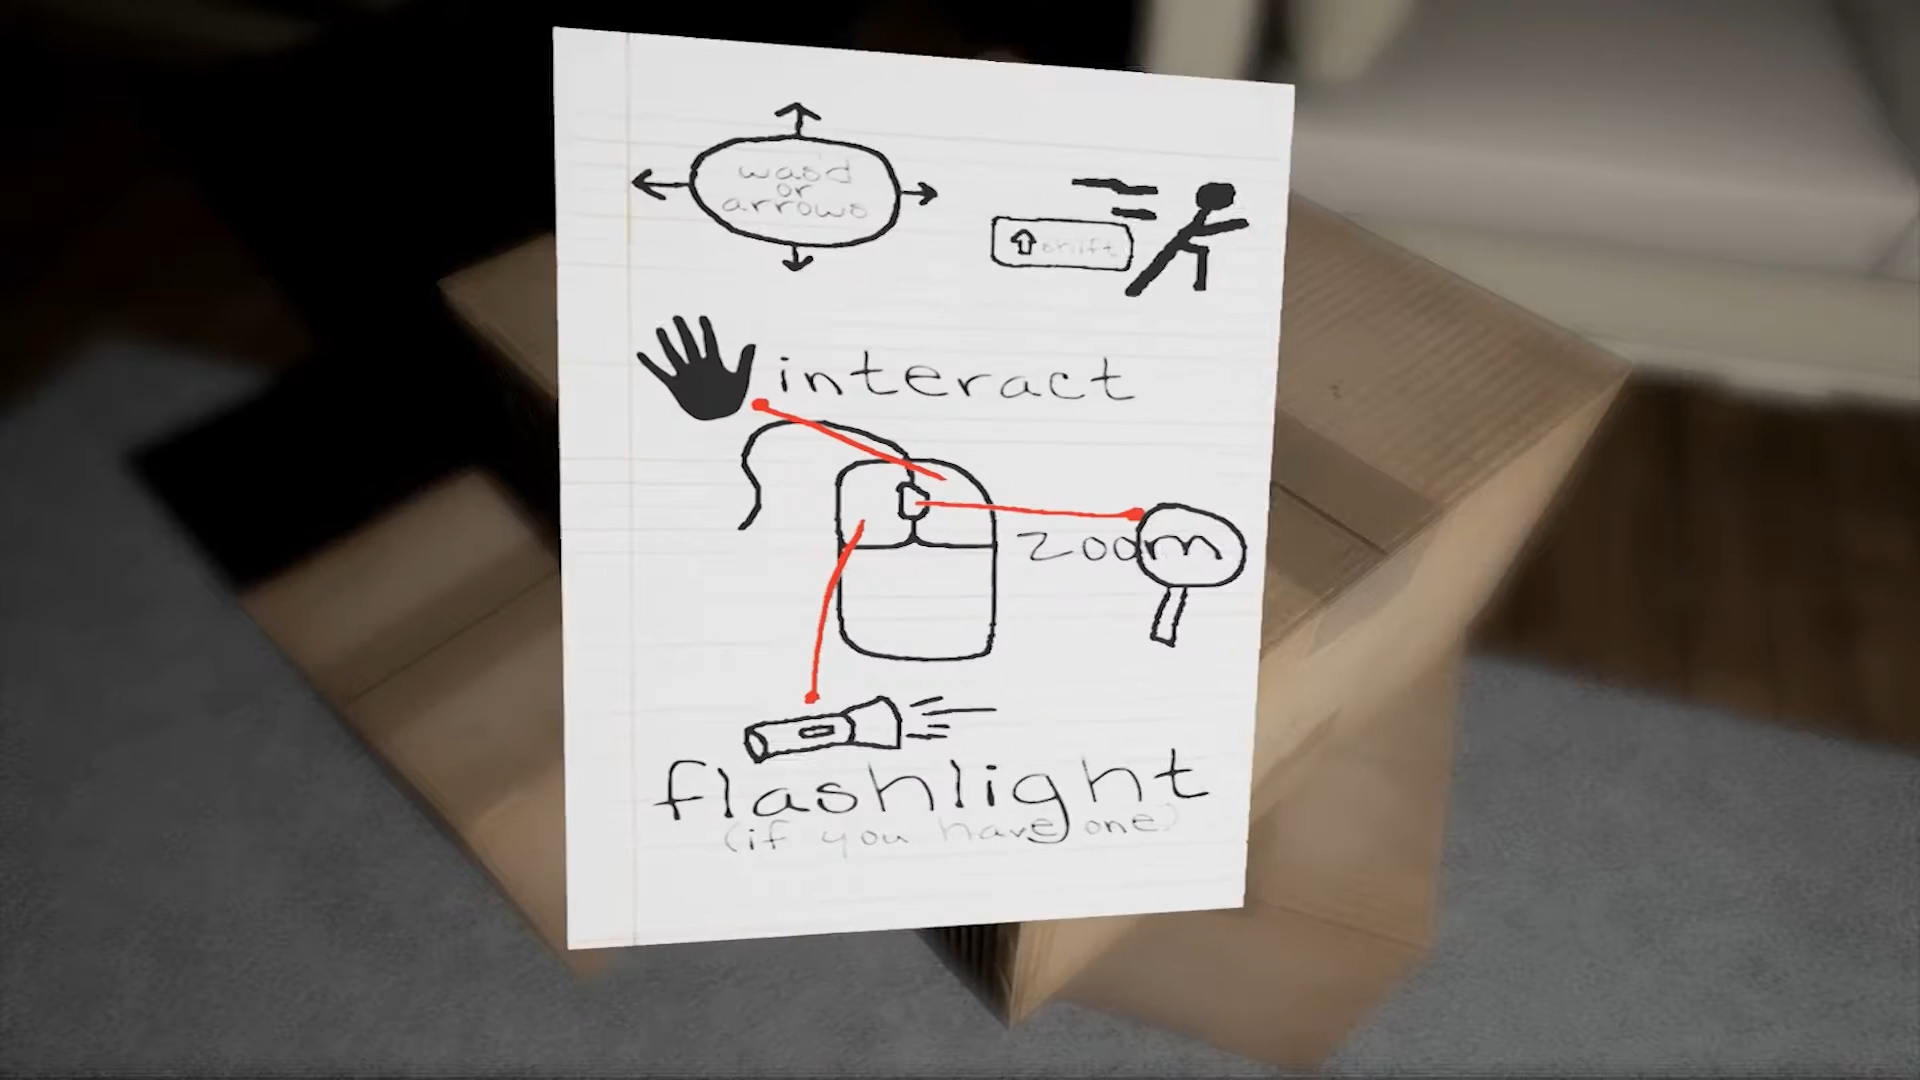 wasd
or
arrows
shift
interact
zoom
flashlight
(if you have one)